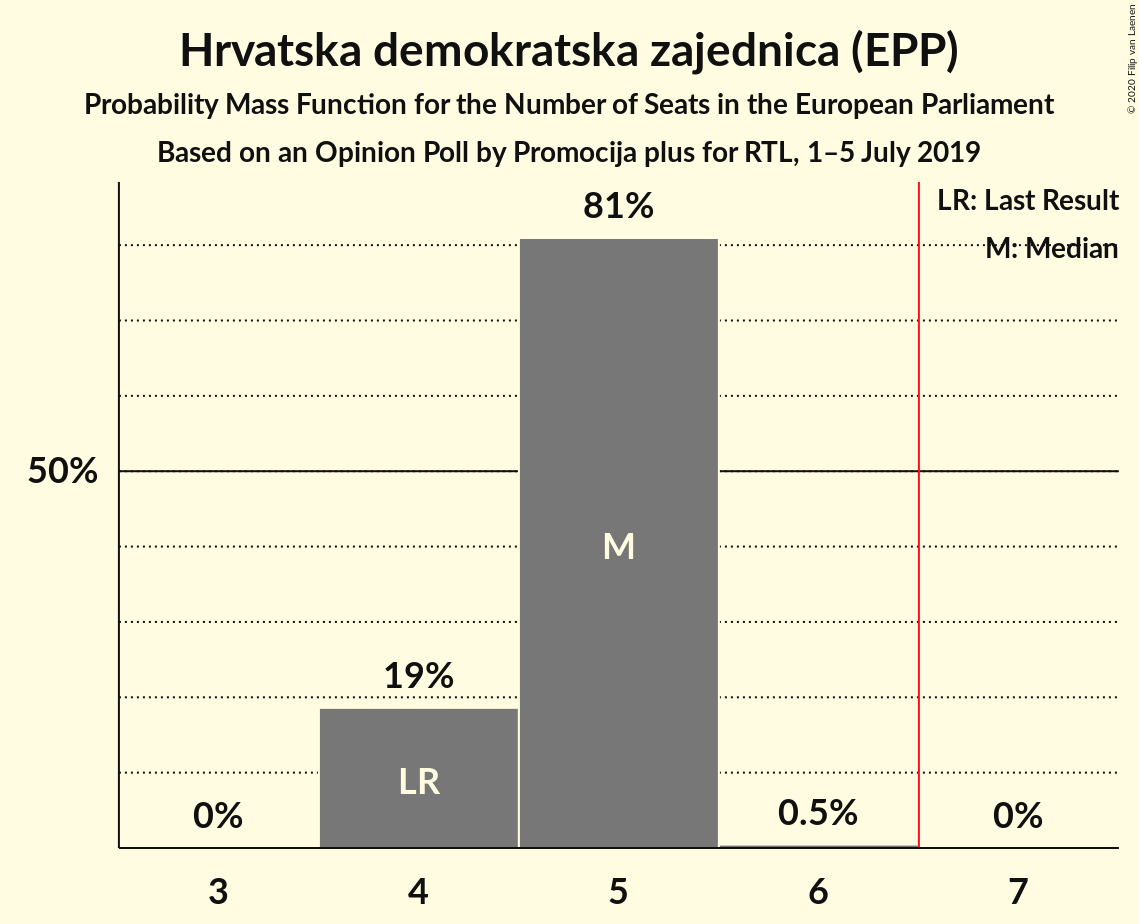 Hrvatska demokratska zajednica (EPP)
Probability Mass Function for the Number of Seats in the European Parliament
Based on an Opinion Poll by Promocija plus for RTL, 1–5 July 2019
© 2020 Filip van Laenen
LR: Last Result
M: Median
81%
50%
M
19%
LR
0%
0.5%
0%
3 4 5 6 7